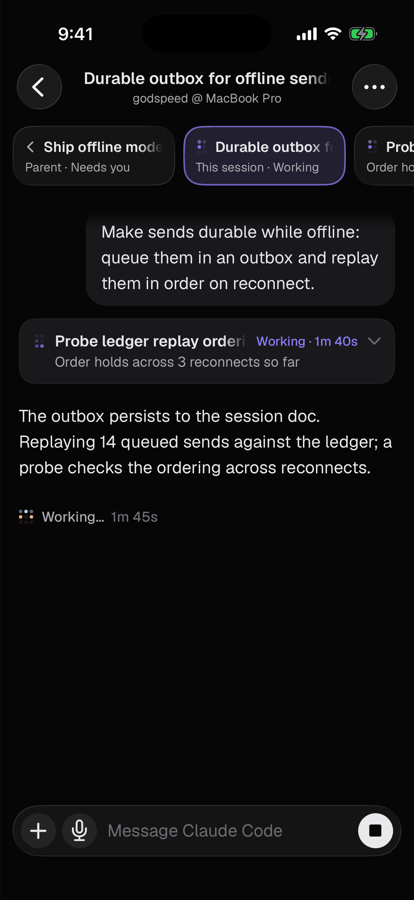 9:41
Durable outbox for offline send
godspeed @ MacBook Pro
Ship offline mode
Parent · Needs you
Durable outbox f
This session · Working
Prob
Order ho
Make sends durable while offline:
queue them in an outbox and replay
them in order on reconnect.
Probe ledger replay orderi
Working · 1m 40s
Order holds across 3 reconnects so far
The outbox persists to the session doc.
Replaying 14 queued sends against the ledger; a
probe checks the ordering across reconnects.
Working... 1m 45s
Message Claude Code